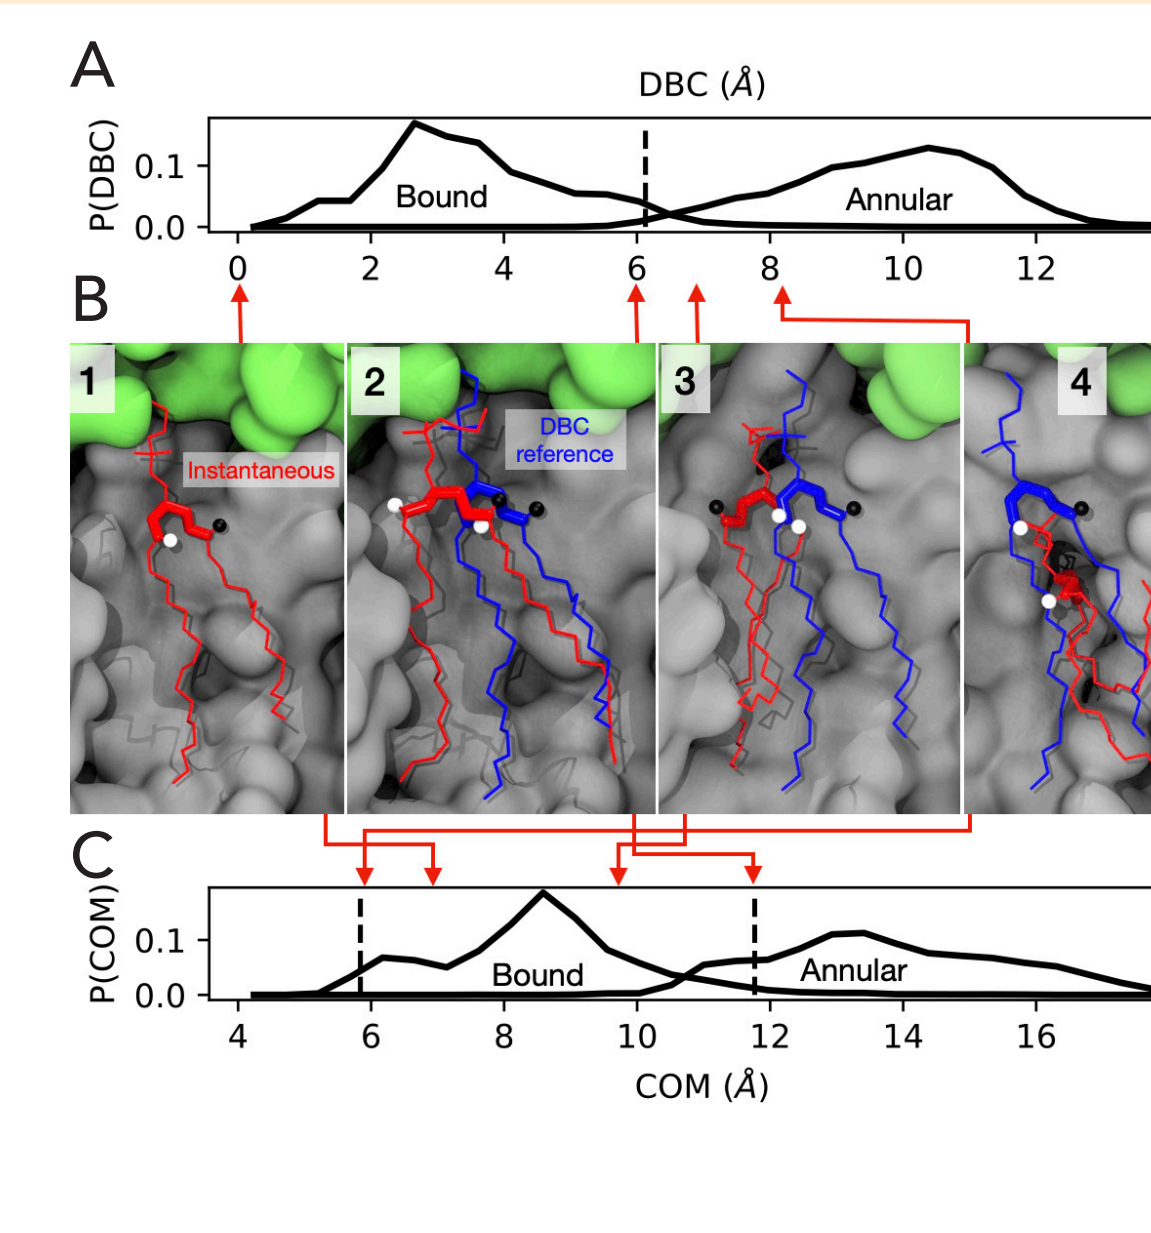 A
DBC (Å)
P(DBC)
0.1
0.0
Bound
Annular
0 2 4 6 8 10 12
B
1
2
3
4
Instantaneous
DBC
reference
C
P(COM)
0.1
0.0
Bound
Annular
4 6 8 10 12 14 16
COM (Å)